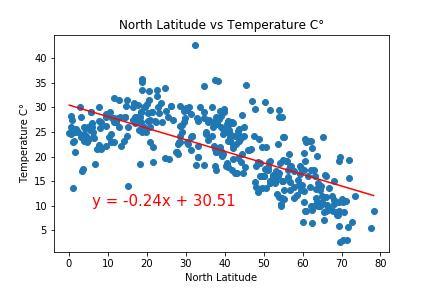 North Latitude vs Temperature C°
Temperature C°
40
35
30
25
20
15
10
5
y = -0.24x + 30.51
0 10 20 30 40 50 60 70 80
North Latitude